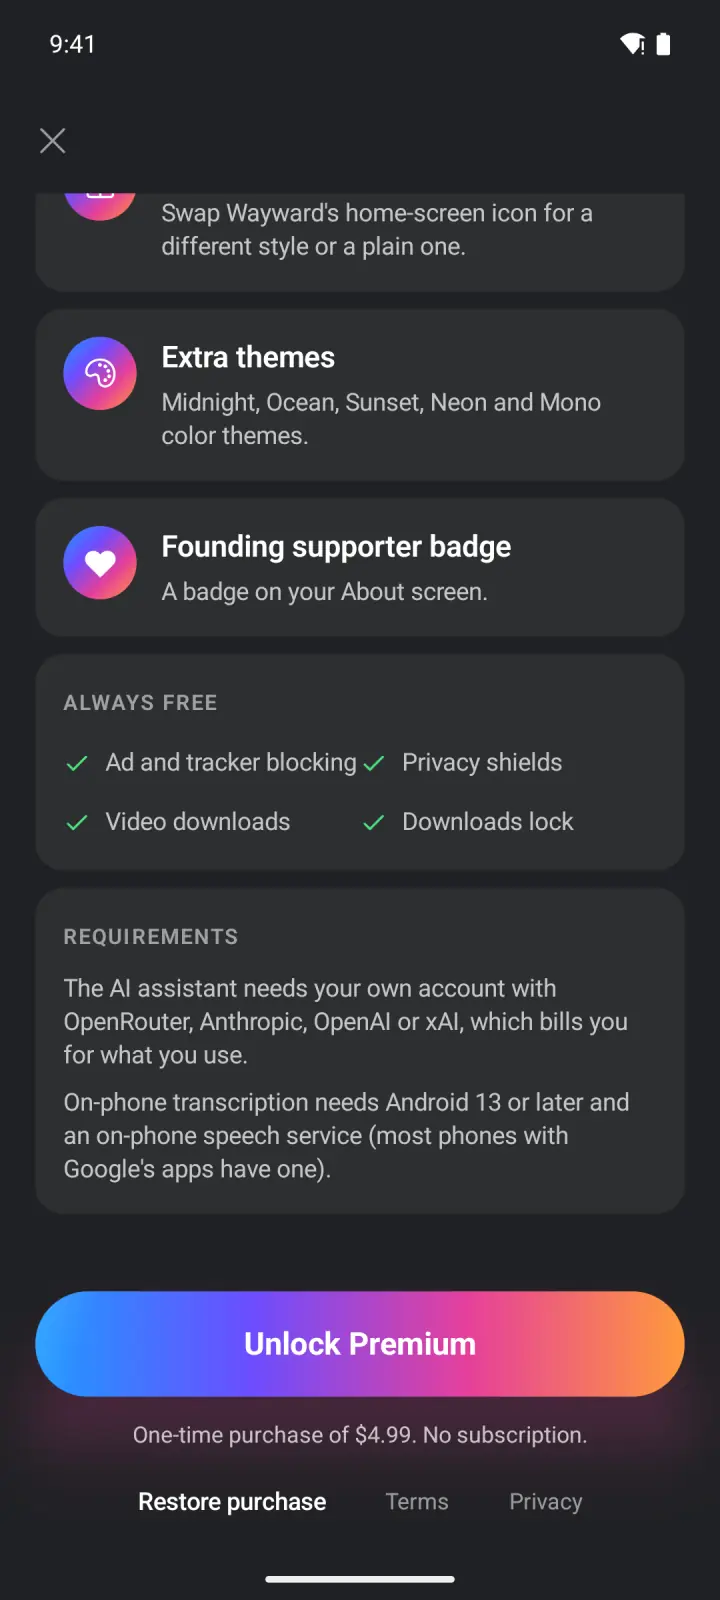 9:41
Swap Wayward's home-screen icon for a
different style or a plain one.
Extra themes
Midnight, Ocean, Sunset, Neon and Mono
color themes.
Founding supporter badge
A badge on your About screen.
ALWAYS FREE
Ad and tracker blocking
Privacy shields
Video downloads
Downloads lock
REQUIREMENTS
The AI assistant needs your own account with
OpenRouter, Anthropic, OpenAI or xAI, which bills you
for what you use.
On-phone transcription needs Android 13 or later and
an on-phone speech service (most phones with
Google's apps have one).
Unlock Premium
One-time purchase of $4.99. No subscription.
Restore purchase
Terms
Privacy